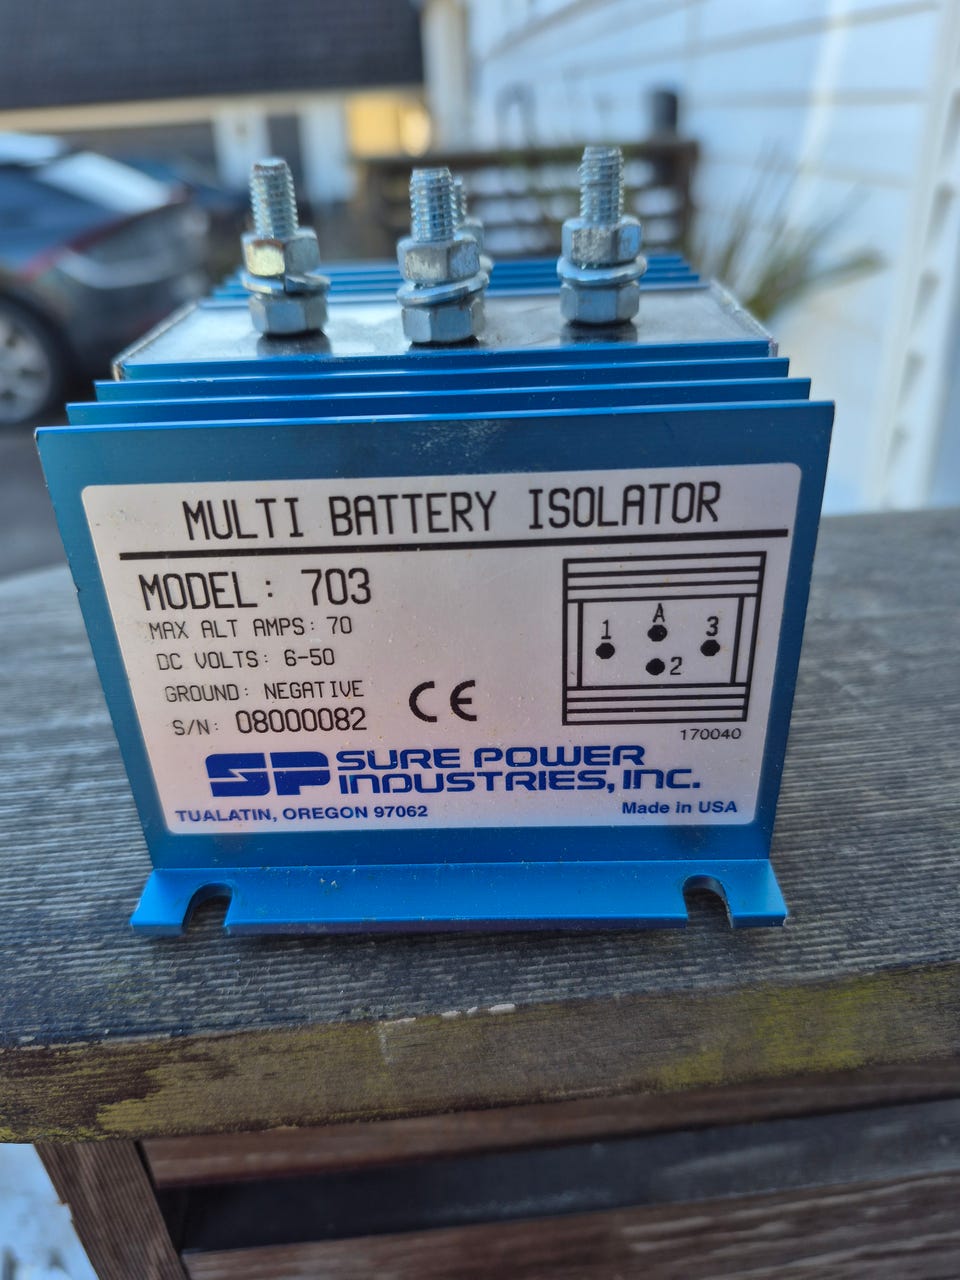 MULTI BATTERY ISOLATOR
MODEL: 703
MAX ALT AMPS: 70
DC VOLTS: 6-50
GROUND: NEGATIVE
S/N: 08000082
CE
A
1
3
2
170040
SP SURE POWER
INDUSTRIES, INC.
TUALATIN, OREGON 97062
Made in USA